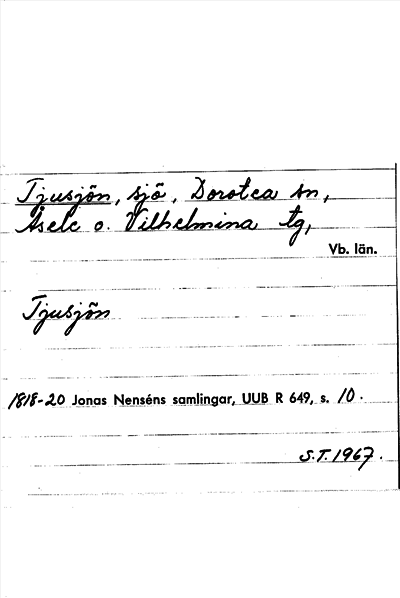 Tjusjön, sjö, Dorotea sn,
Åsele o. Vilhelmina tg,
Vb. län.
Tjusjön
1818-20 Jonas Nenséns samlingar, UUB R 649, s. 10.
S.T. 1967.